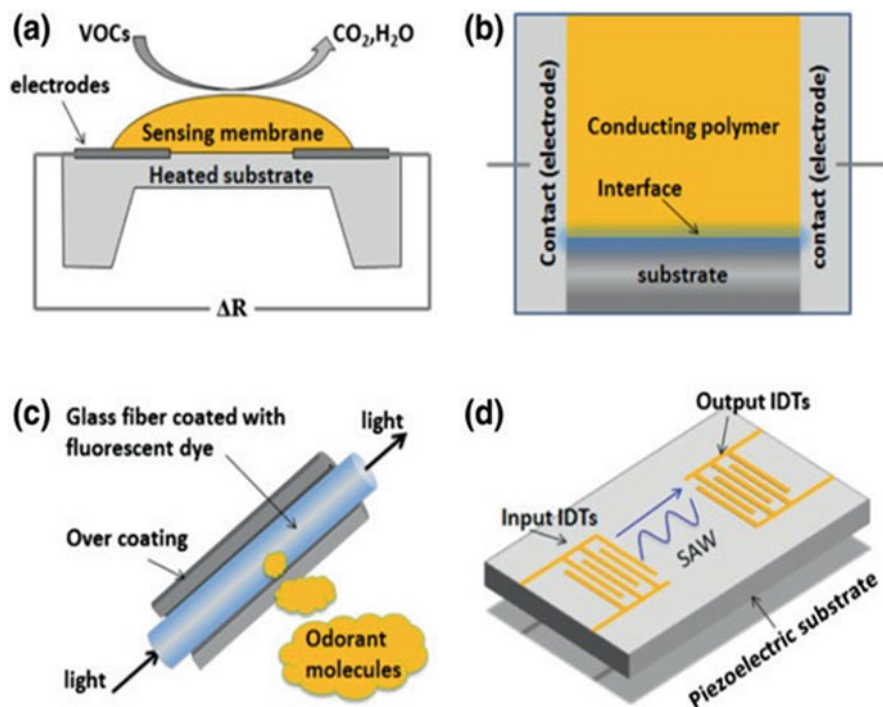 (a)
VOCs
CO2,H2O
electrodes
Sensing membrane
Heated substrate
ΔR
(b)
Contact (electrode)
Conducting polymer
Interface
substrate
contact (electrode)
(c)
Glass fiber coated with
fluorescent dye
light
Over coating
Odorant
molecules
light
(d)
Output IDTs
Input IDTs
SAW
Piezoelectric substrate